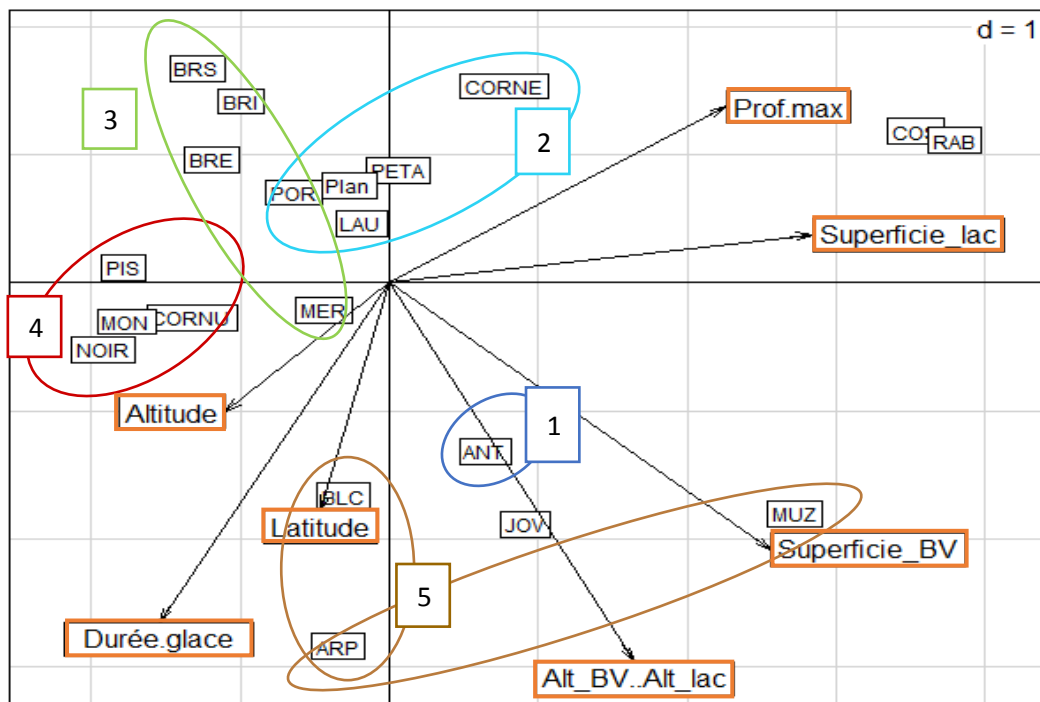 d = 1
BRS
BRI
CORNE
3
2
Prof.max
COS
RAB
BRE
PETA
POR
Plan
LAU
Superficie_lac
PIS
4
MON
CORNU
MER
NOIR
Altitude
1
ANT
BLC
Latitude
JOV
MUZ
Superficie_BV
5
Durée.glace
ARP
Alt_BV..Alt_lac